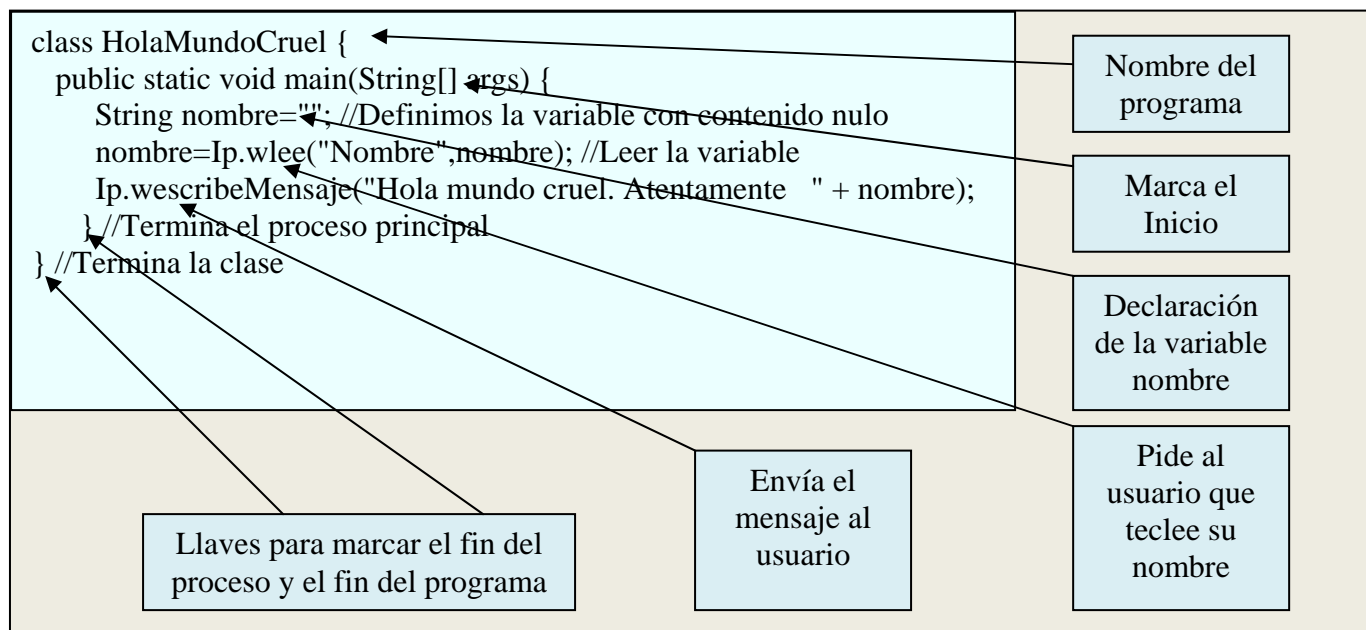 class HolaMundoCruel {
public static void main(String[] args) {
String nombre=""; //Definimos la variable con contenido nulo
nombre=Ip.wlee("Nombre",nombre); //Leer la variable
Ip.wescribeMensaje("Hola mundo cruel. Atentamente   " + nombre);
} //Termina el proceso principal
} //Termina la clase
Nombre del
programa
Marca el
Inicio
Declaración
de la variable
nombre
Pide al
usuario que
teclee su
nombre
Envía el
mensaje al
usuario
Llaves para marcar el fin del
proceso y el fin del programa